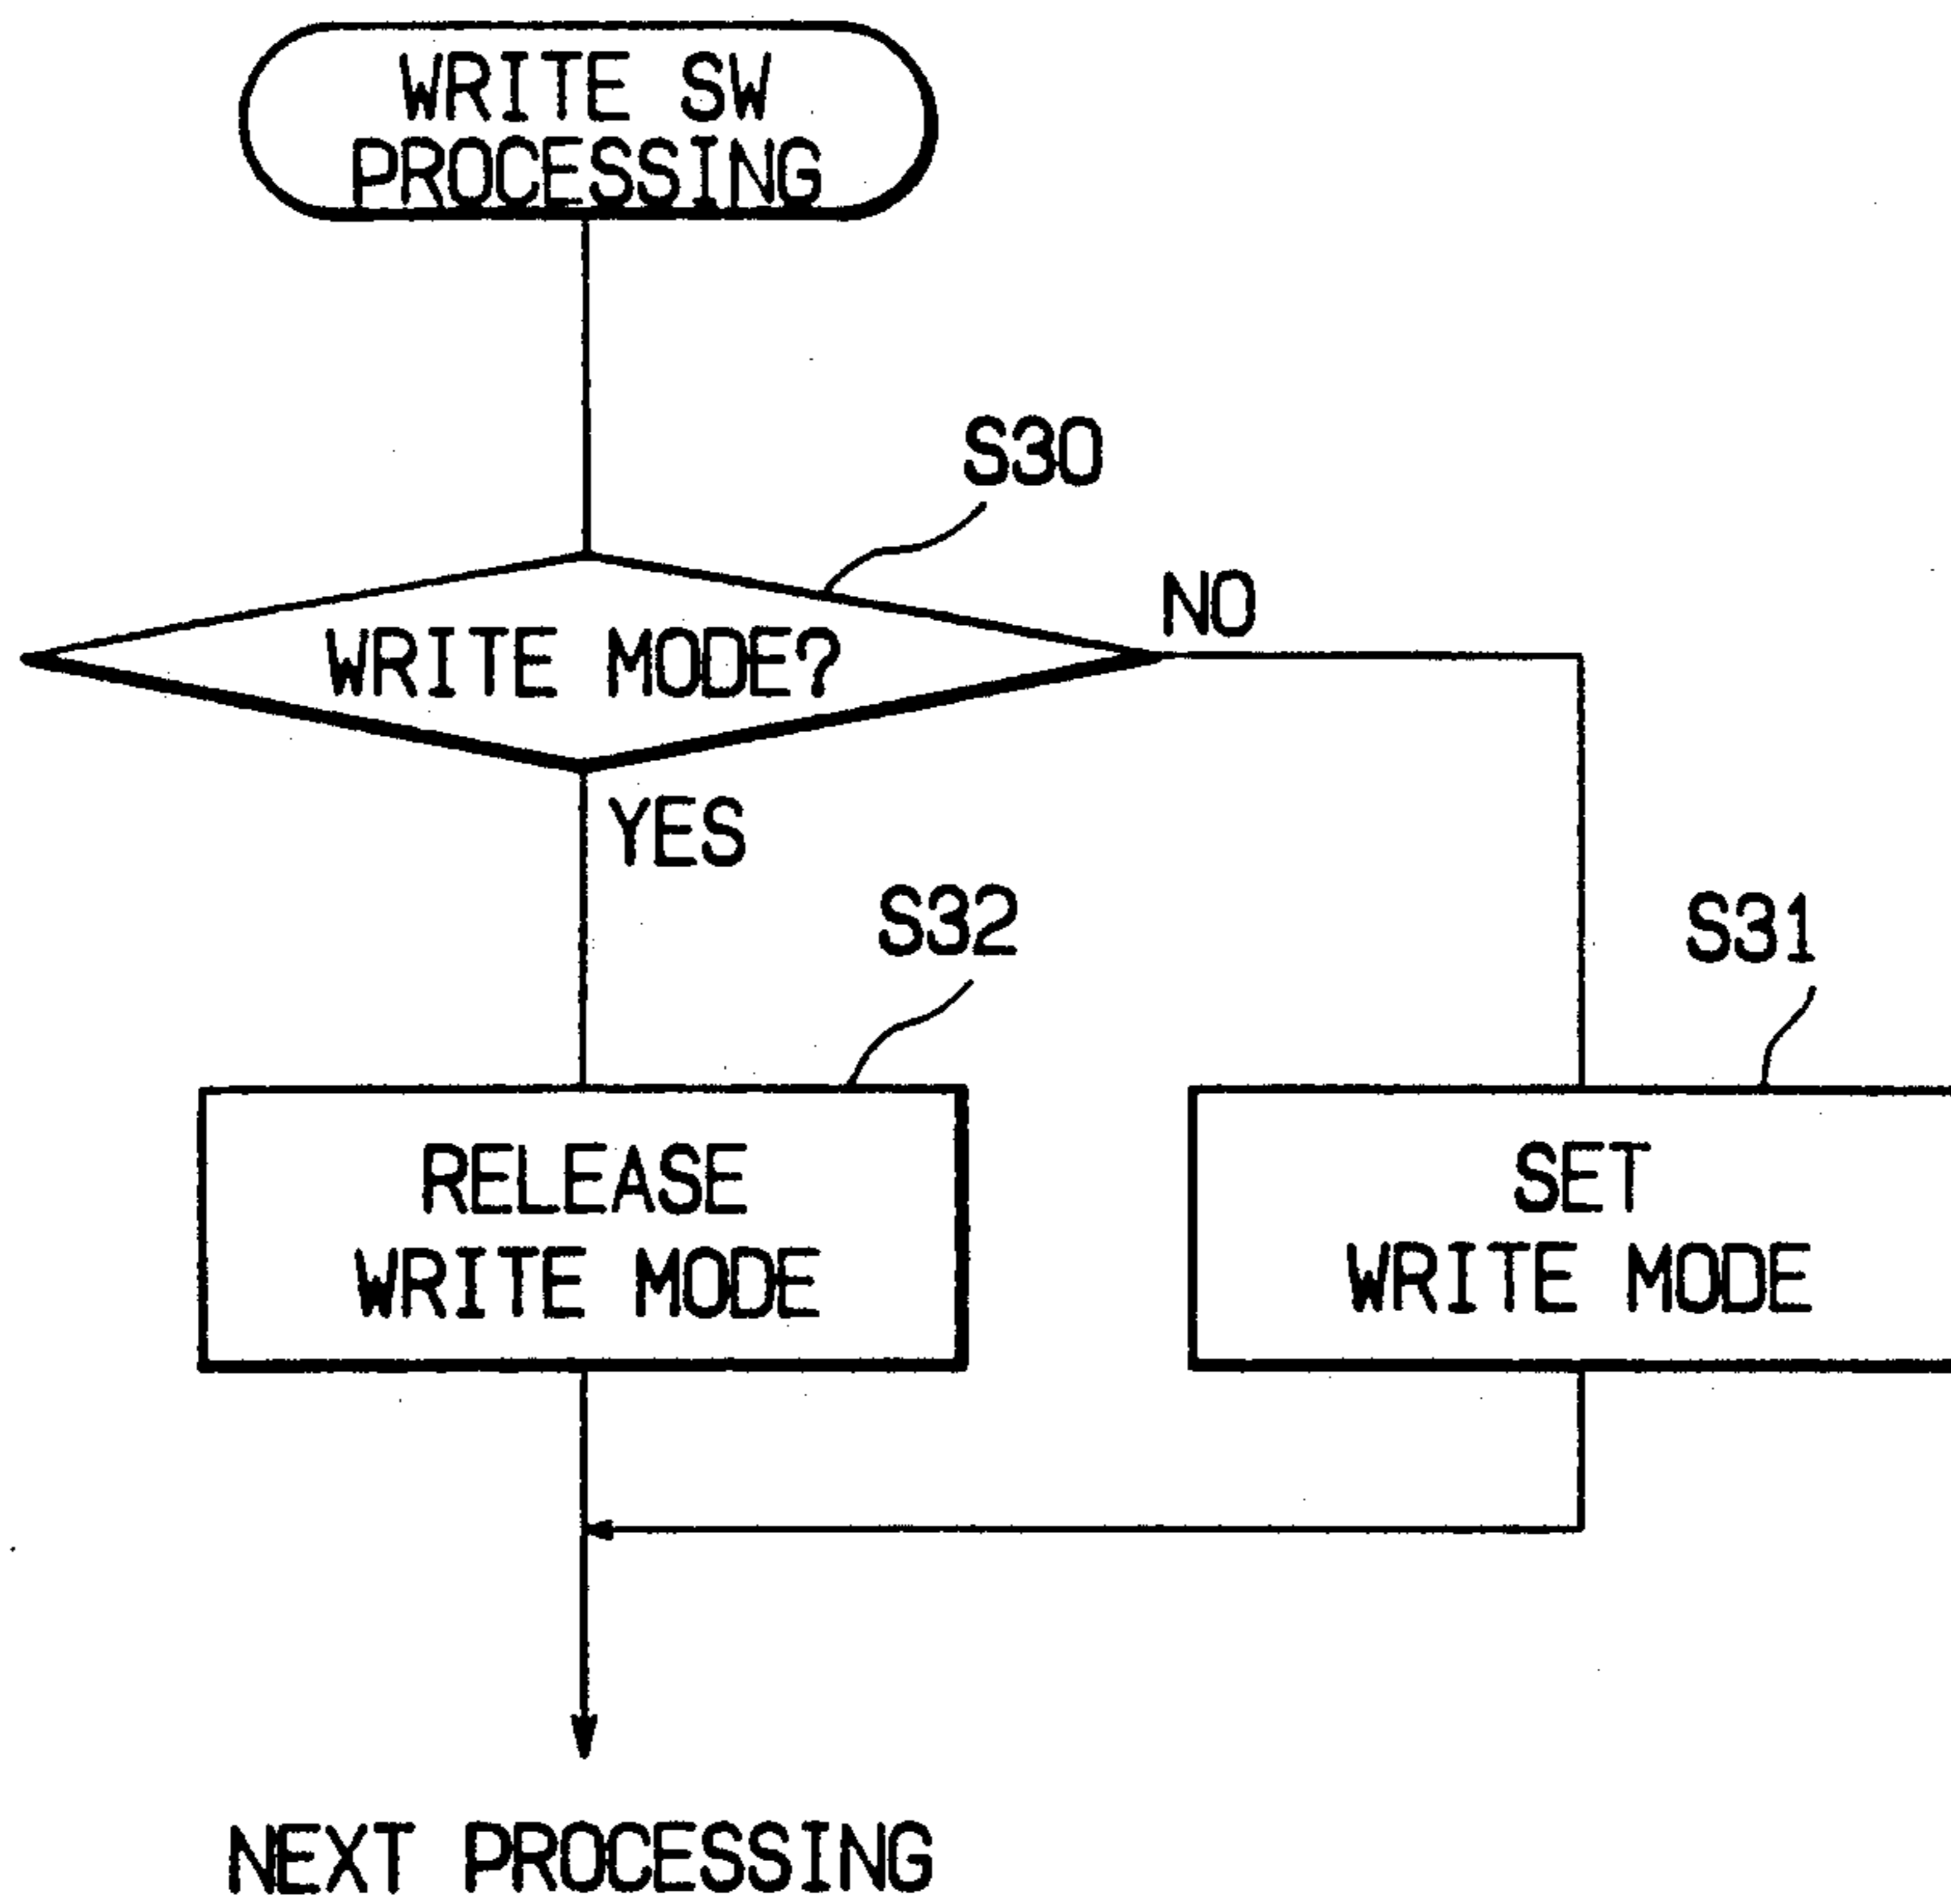 WRITE SW
PROCESSING
S30
NO
WRITE MODE?
YES
S32
S31
RELEASE
WRITE MODE
SET
WRITE MODE
NEXT PROCESSING